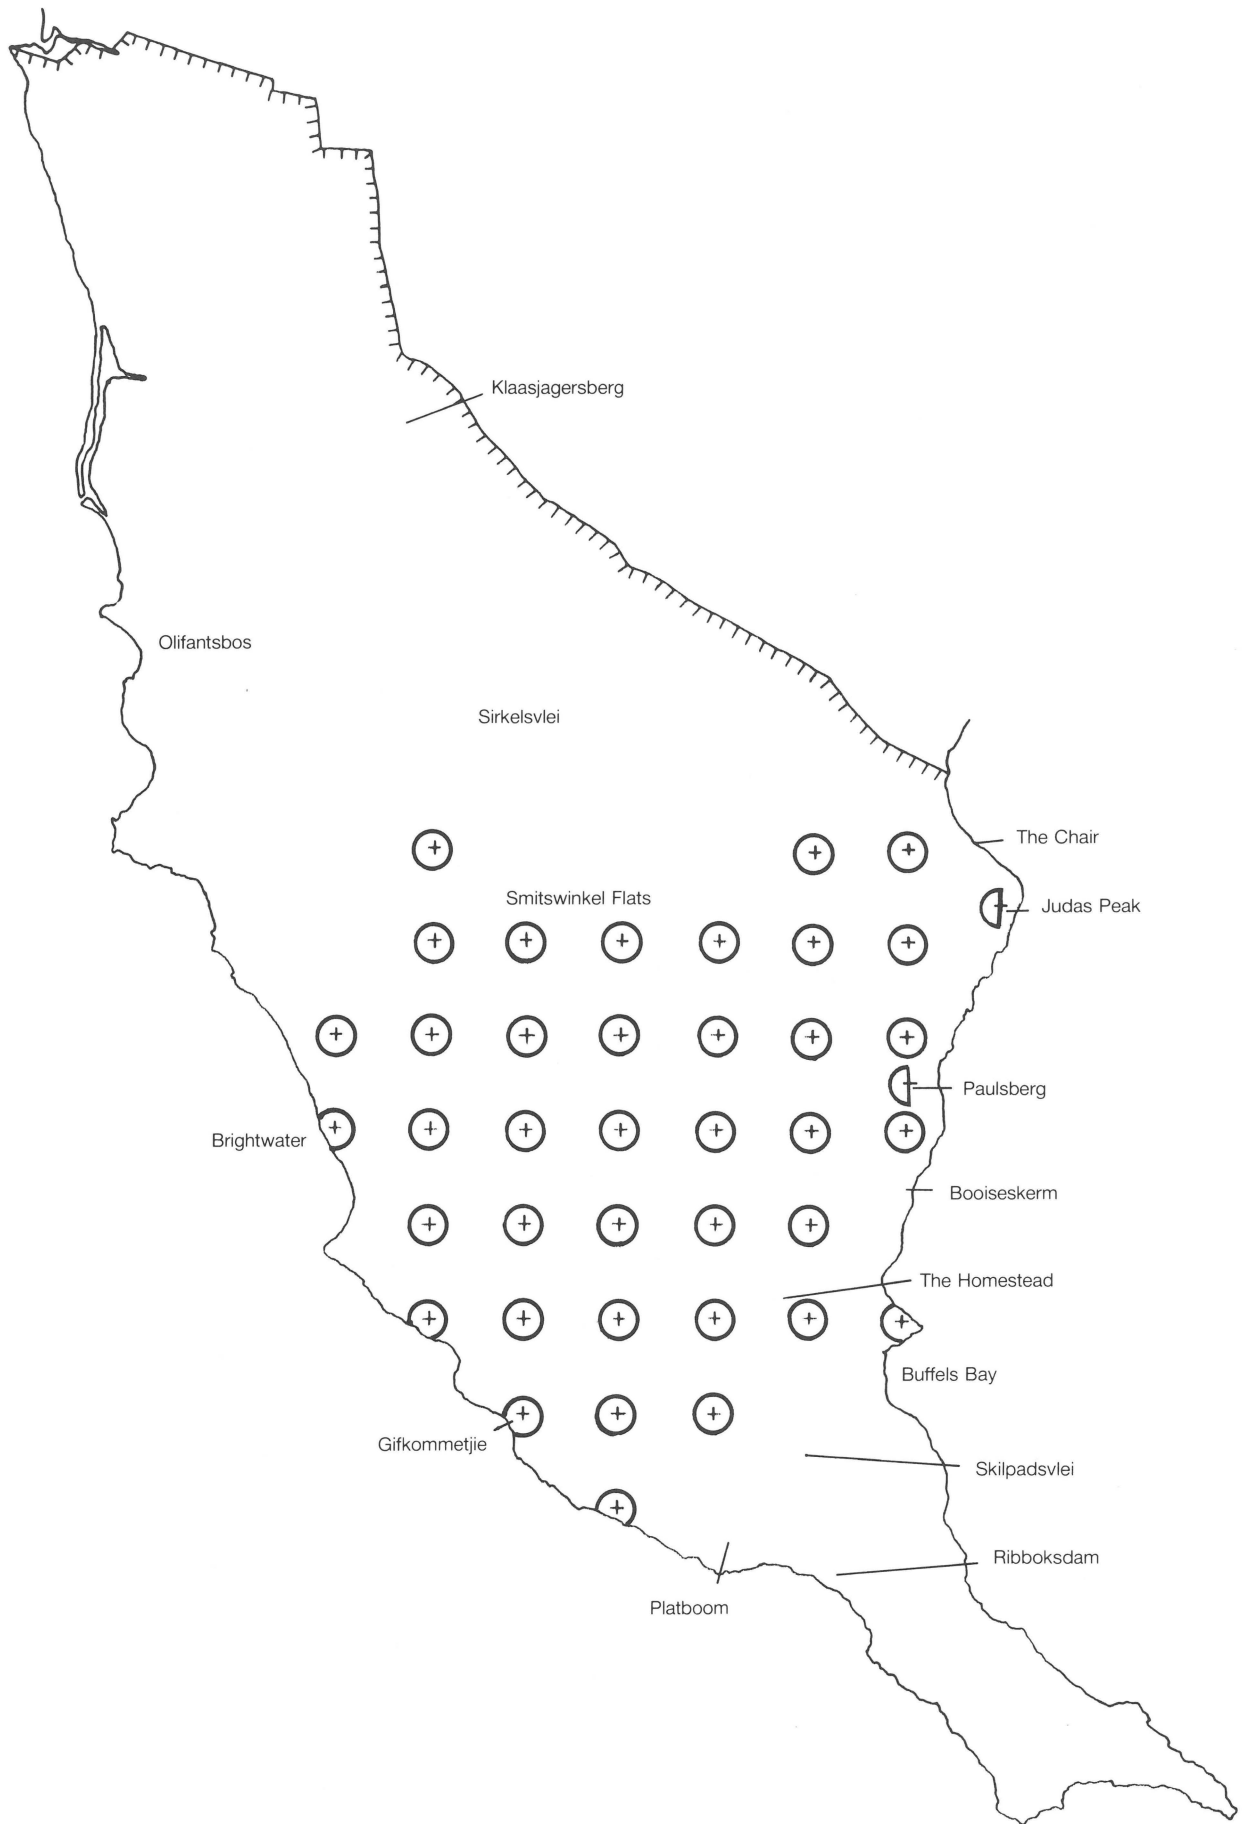 Klaasjagersberg
Olifantsbos
Sirkelsvlei
The Chair
Smitswinkel Flats
Judas Peak
Paulsberg
Brightwater
Booiseskerm
The Homestead
Buffels Bay
Gifkommetjie
Skilpadsvlei
Ribboksdam
Platboom